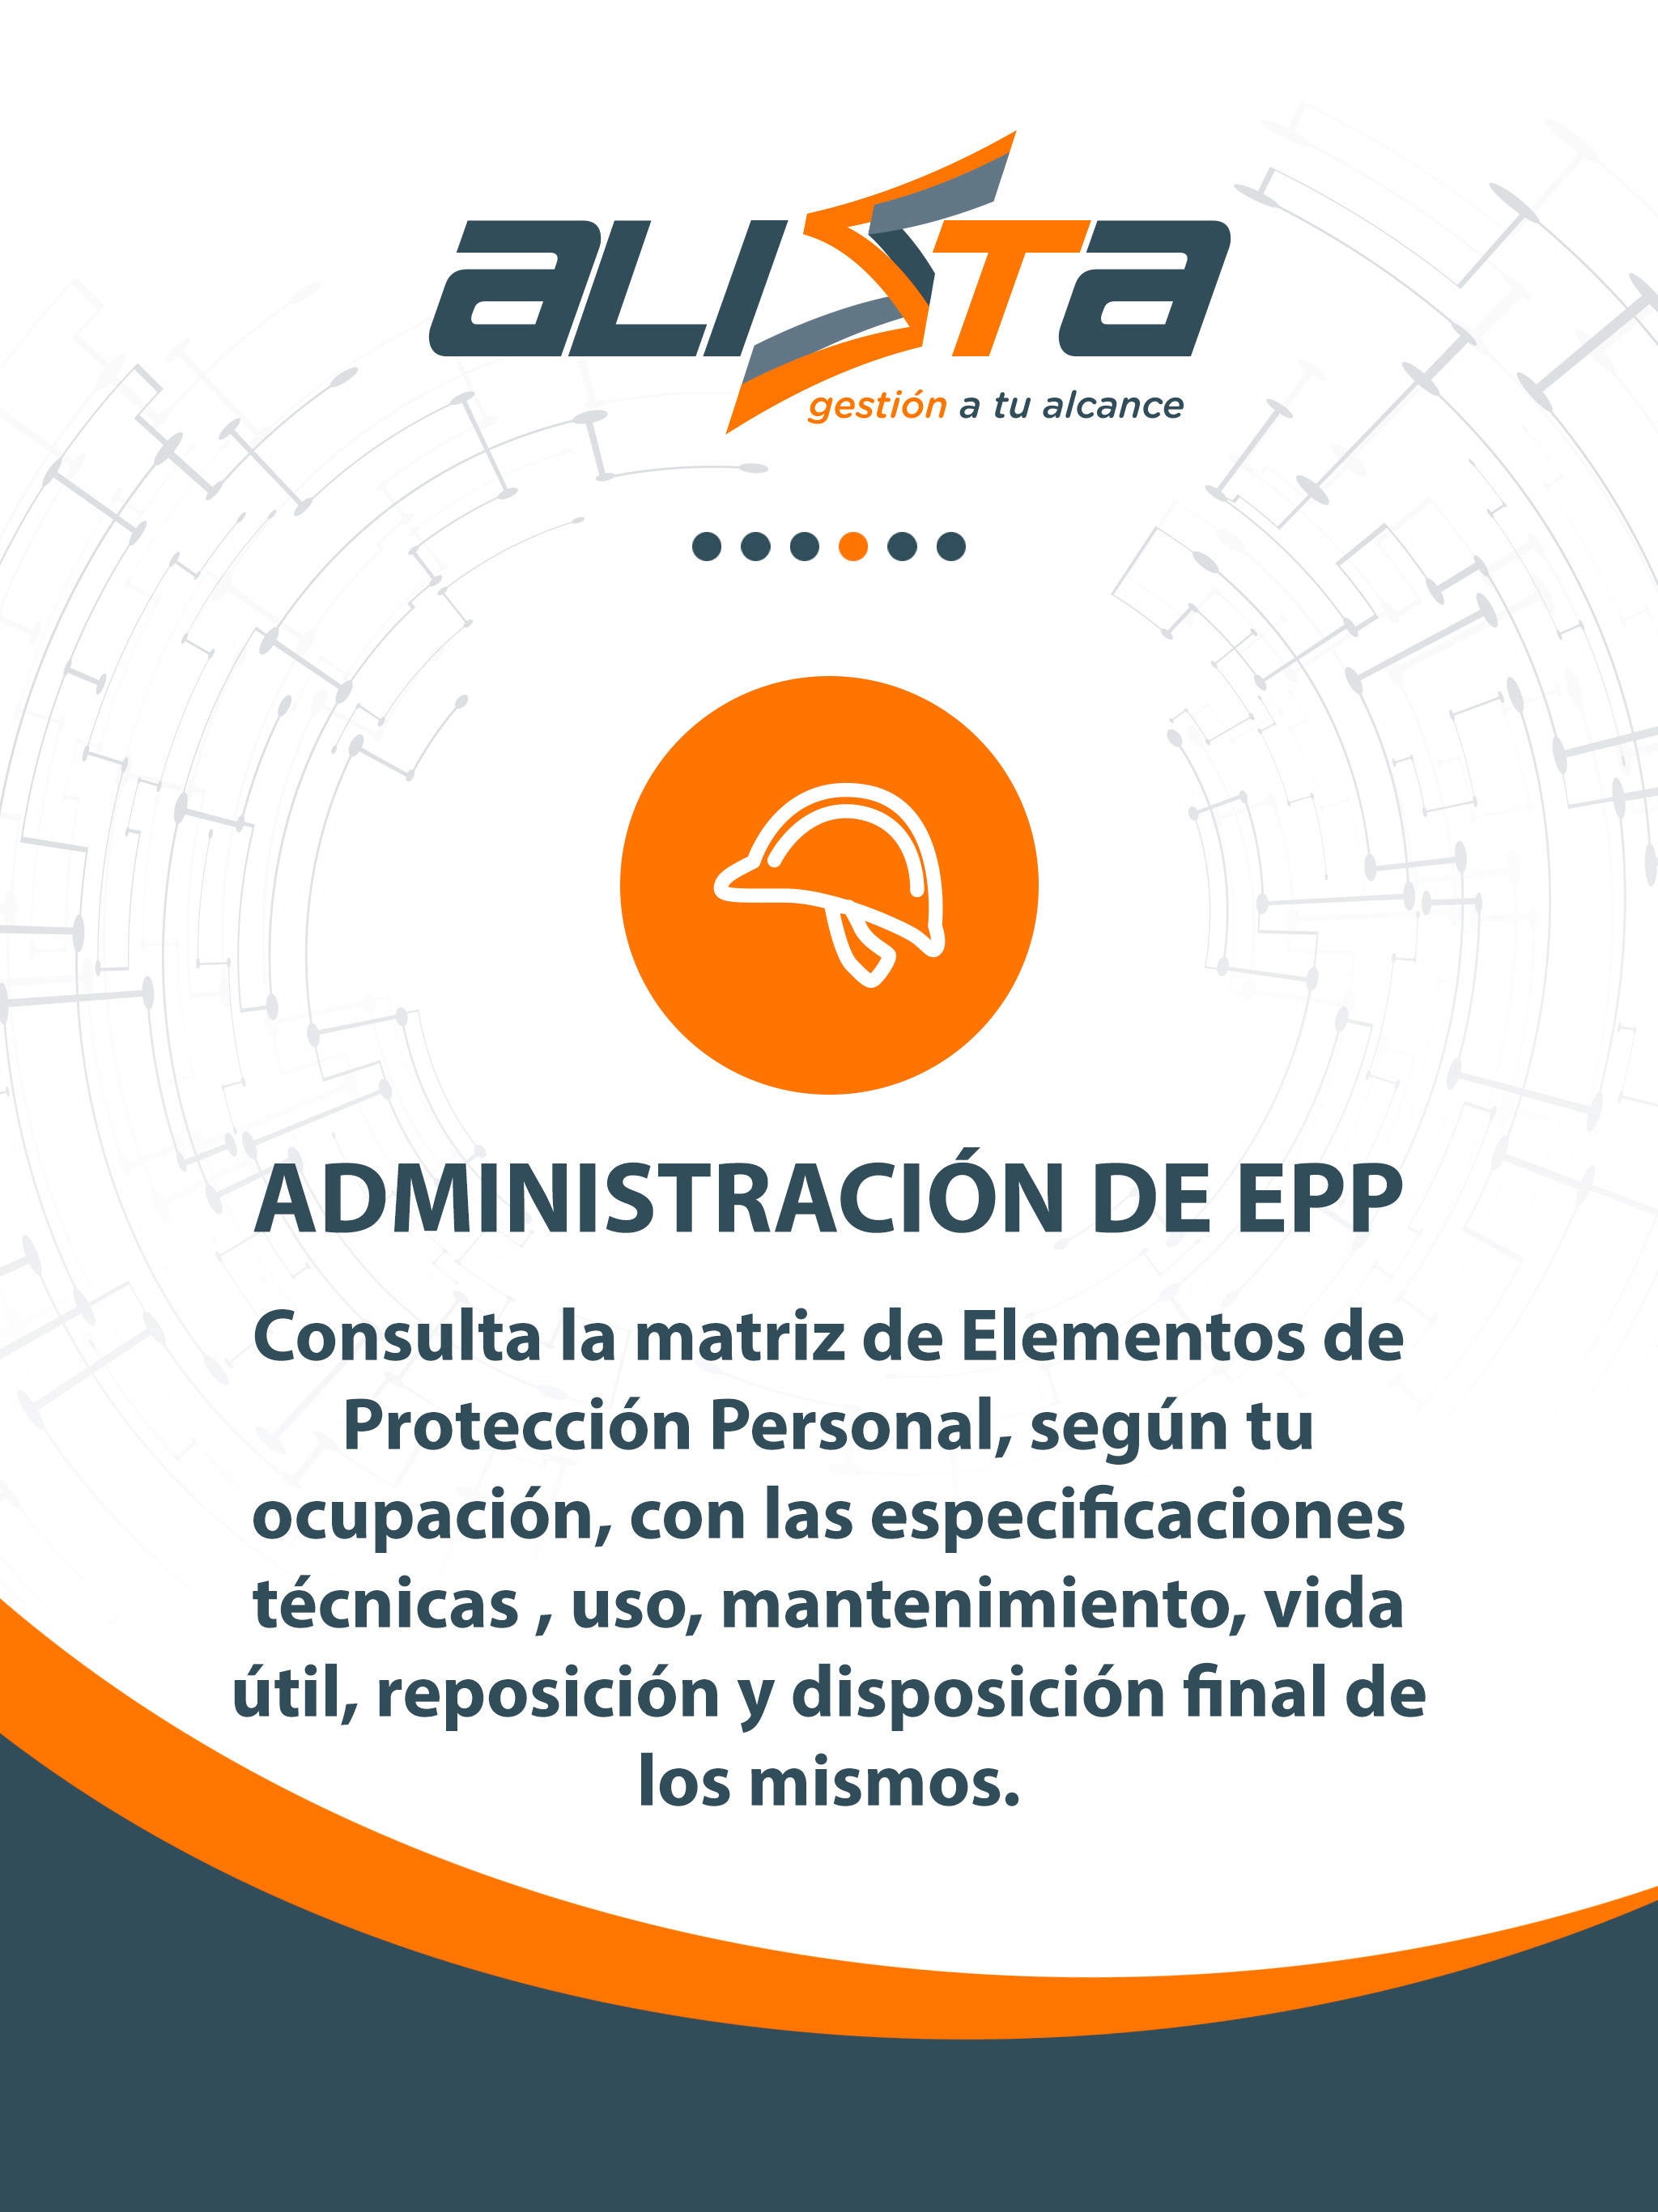 ALISTA
gestión a tu alcance
ADMINISTRACIÓN DE EPP
Consulta la matriz de Elementos de
Protección Personal, según tu
ocupación, con las especificaciones
técnicas , uso, mantenimiento, vida
útil, reposición y disposición final de
los mismos.